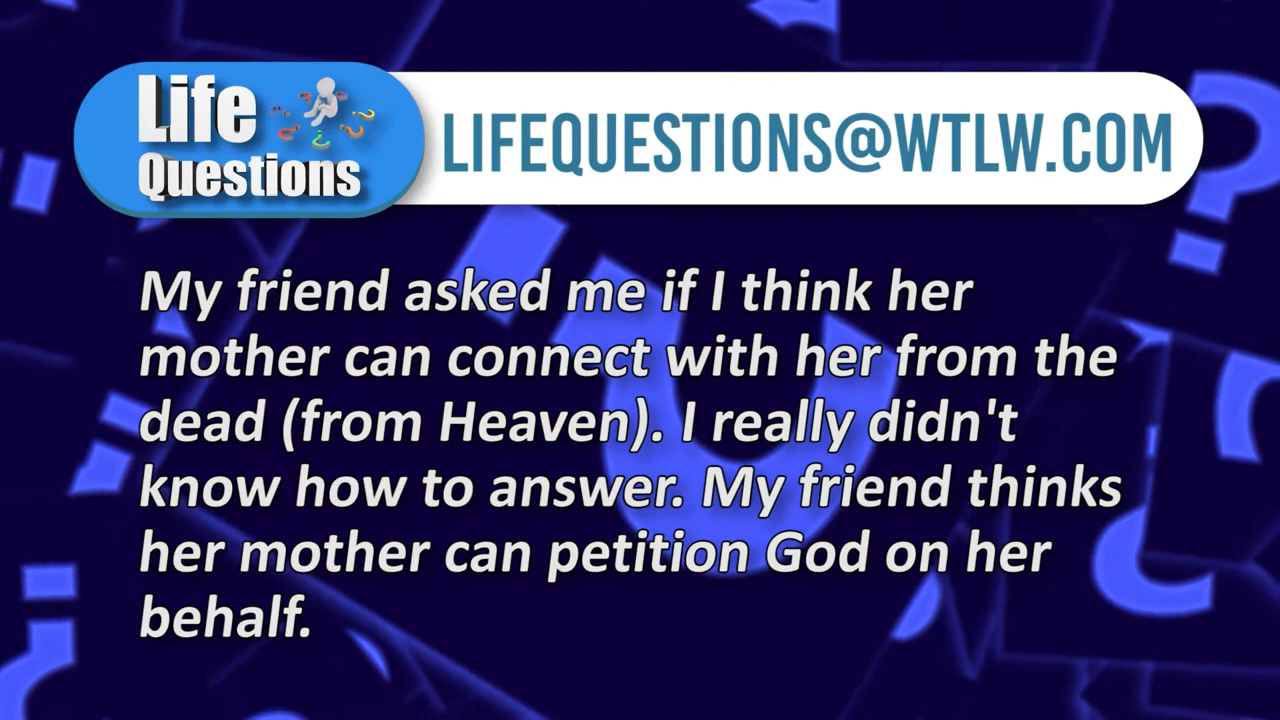 Life
Questions
LIFEQUESTIONS@WTLW.COM
My friend asked me if I think her
mother can connect with her from the
dead (from Heaven). I really didn't
know how to answer. My friend thinks
her mother can petition God on her
behalf.